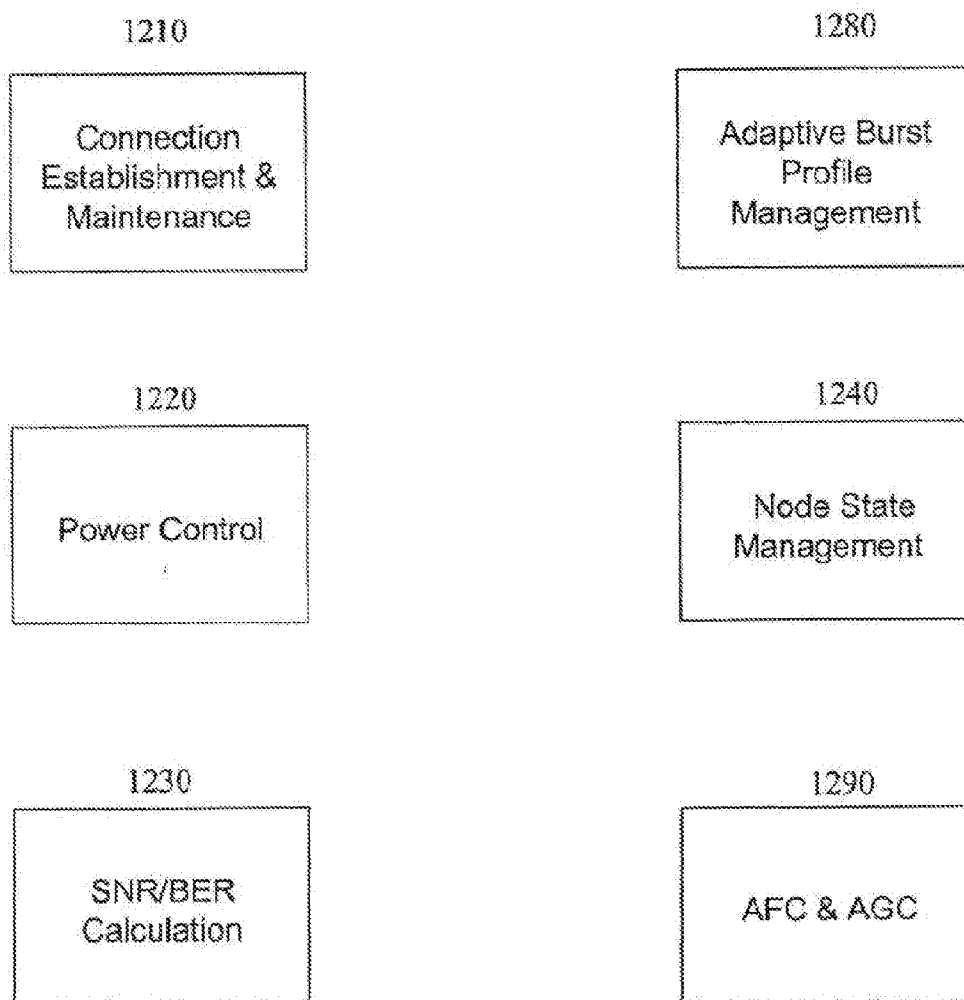 1210
Connection
Establishment &
Maintenance
1280
Adaptive Burst
Profile
Management
1220
Power Control
1240
Node State
Management
1230
SNR/BER
Calculation
1290
AFC & AGC